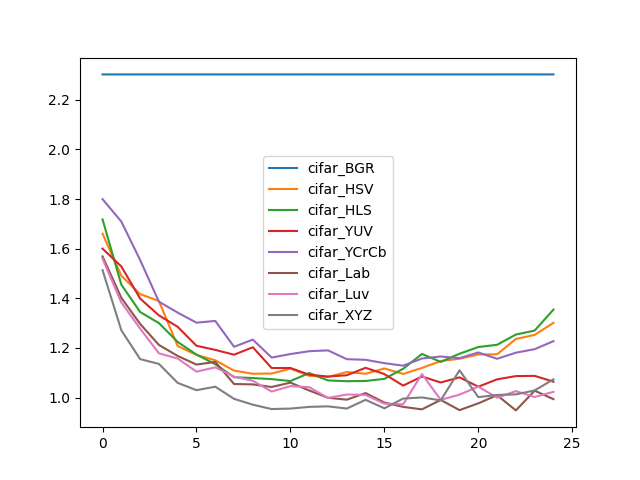 2.2
2.0
1.8
1.6
1.4
1.2
1.0
cifar_BGR
cifar_HSV
cifar_HLS
cifar_YUV
cifar_YCrCb
cifar_Lab
cifar_Luv
cifar_XYZ
0 5 10 15 20 25